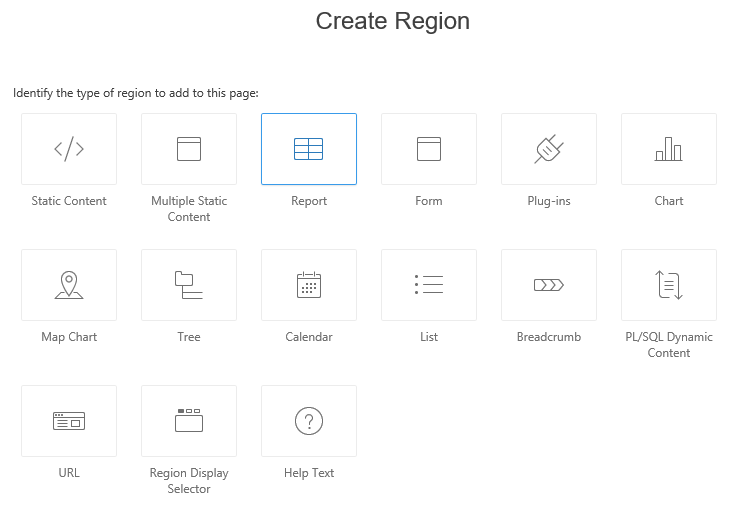 Create Region
Identify the type of region to add to this page:
Static Content
Multiple Static
Content
Report
Form
Plug-ins
Chart
Map Chart
Tree
Calendar
List
Breadcrumb
PL/SQL Dynamic
Content
URL
Region Display
Selector
Help Text